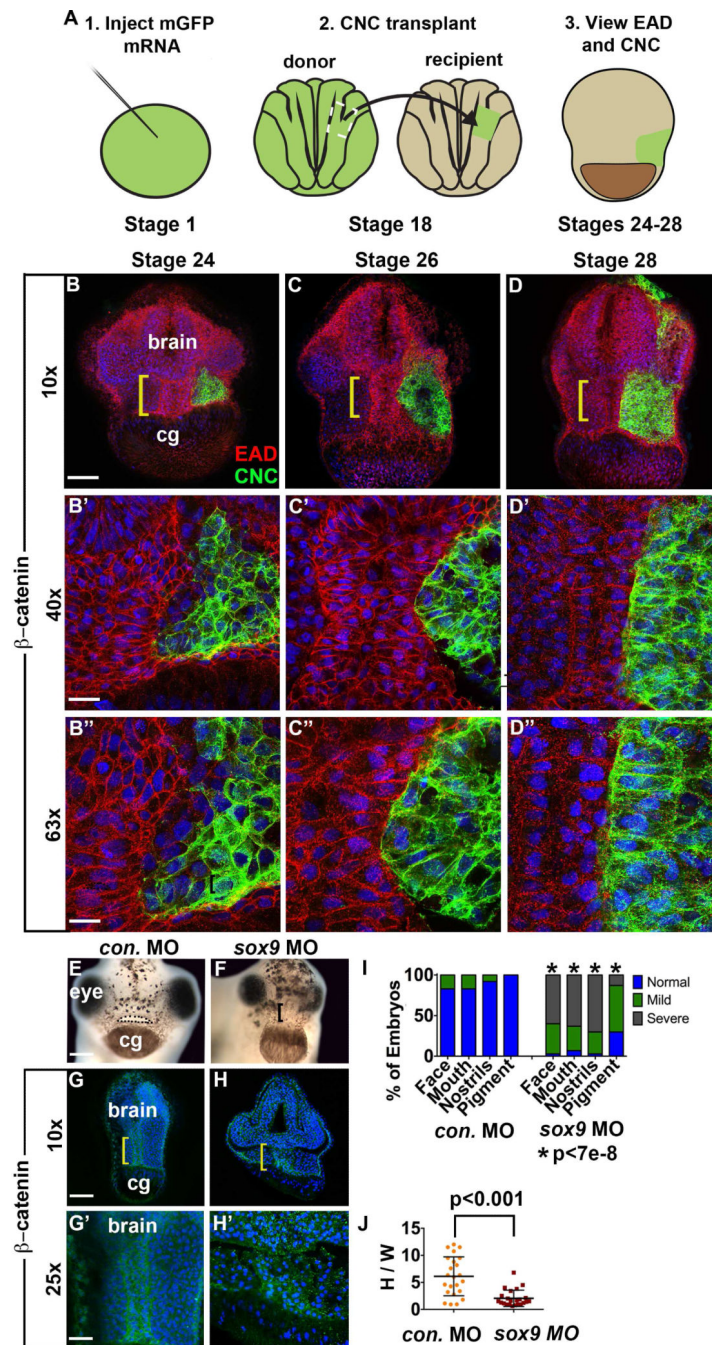 A
1. Inject mGFP
mRNA
2. CNC transplant
3. View EAD
and CNC
donor
recipient
Stage 1
Stage 18
Stages 24-28
Stage 24
Stage 26
Stage 28
β-catenin
10x
B
brain
cg
EAD
CNC
C
D
40x
B'
C'
D'
63x
B''
C''
D''
con. MO
sox9 MO
E
eye
cg
F
I
% of Embryos
100
50
0
* * * *
Normal
Mild
Severe
Face
Mouth
Nostrils
Pigment
Face
Mouth
Nostrils
Pigment
con. MO
sox9 MO
* p<7e-8
β-catenin
10x
G
brain
cg
H
25x
G'
brain
H'
J
p<0.001
H / W
15
10
5
0
con. MO
sox9 MO